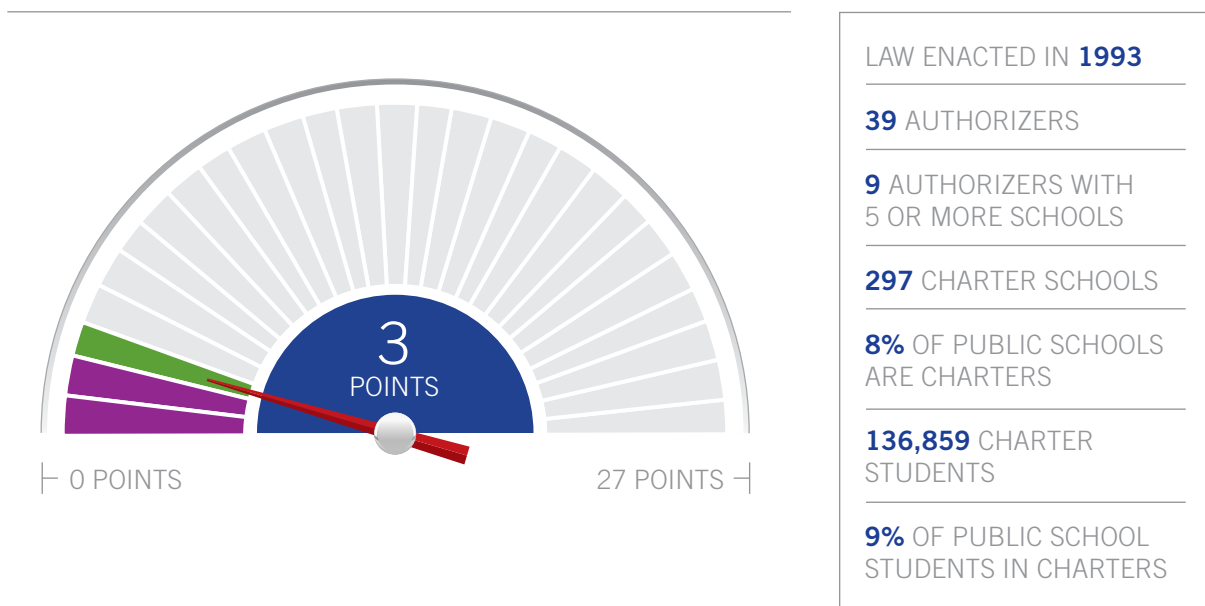 3
POINTS
0 POINTS
27 POINTS
LAW ENACTED IN 1993
39 AUTHORIZERS
9 AUTHORIZERS WITH
5 OR MORE SCHOOLS
297 CHARTER SCHOOLS
8% OF PUBLIC SCHOOLS
ARE CHARTERS
136,859 CHARTER
STUDENTS
9% OF PUBLIC SCHOOL
STUDENTS IN CHARTERS